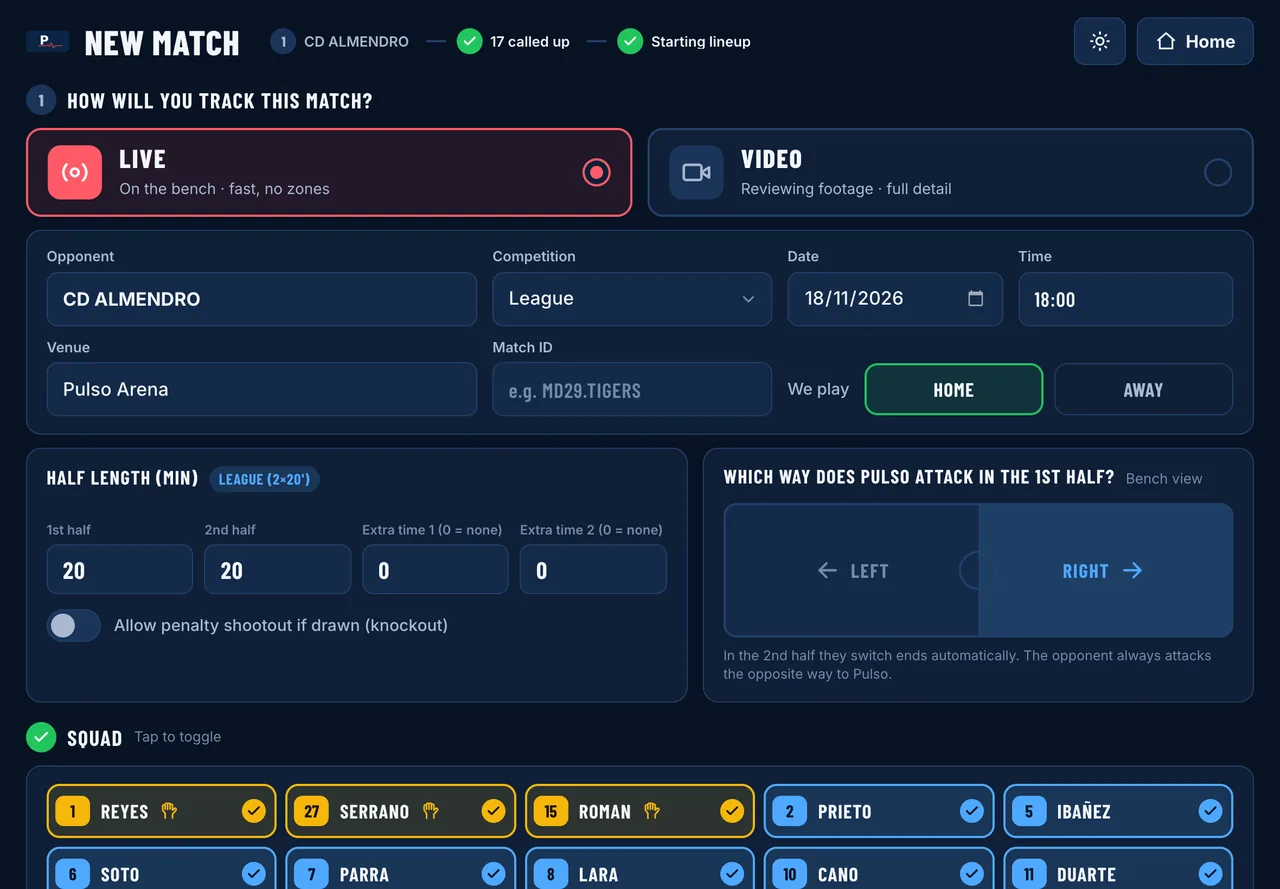 P NEW MATCH 1 CD ALMENDRO 17 called up Starting lineup Home
1 HOW WILL YOU TRACK THIS MATCH?
LIVE
On the bench · fast, no zones
VIDEO
Reviewing footage · full detail
Opponent Competition Date Time
CD ALMENDRO League 18/11/2026 18:00
Venue Match ID
Pulso Arena e.g. MD29.TIGERS We play HOME AWAY
HALF LENGTH (MIN) LEAGUE (2×20')
1st half 2nd half Extra time 1 (0 = none) Extra time 2 (0 = none)
20 20 0 0
Allow penalty shootout if drawn (knockout)
WHICH WAY DOES PULSO ATTACK IN THE 1ST HALF? Bench view
← LEFT RIGHT →
In the 2nd half they switch ends automatically. The opponent always attacks
the opposite way to Pulso.
SQUAD Tap to toggle
1 REYES 27 SERRANO 15 ROMAN 2 PRIETO 5 IBAÑEZ
6 SOTO 7 PARRA 8 LARA 10 CANO 11 DUARTE